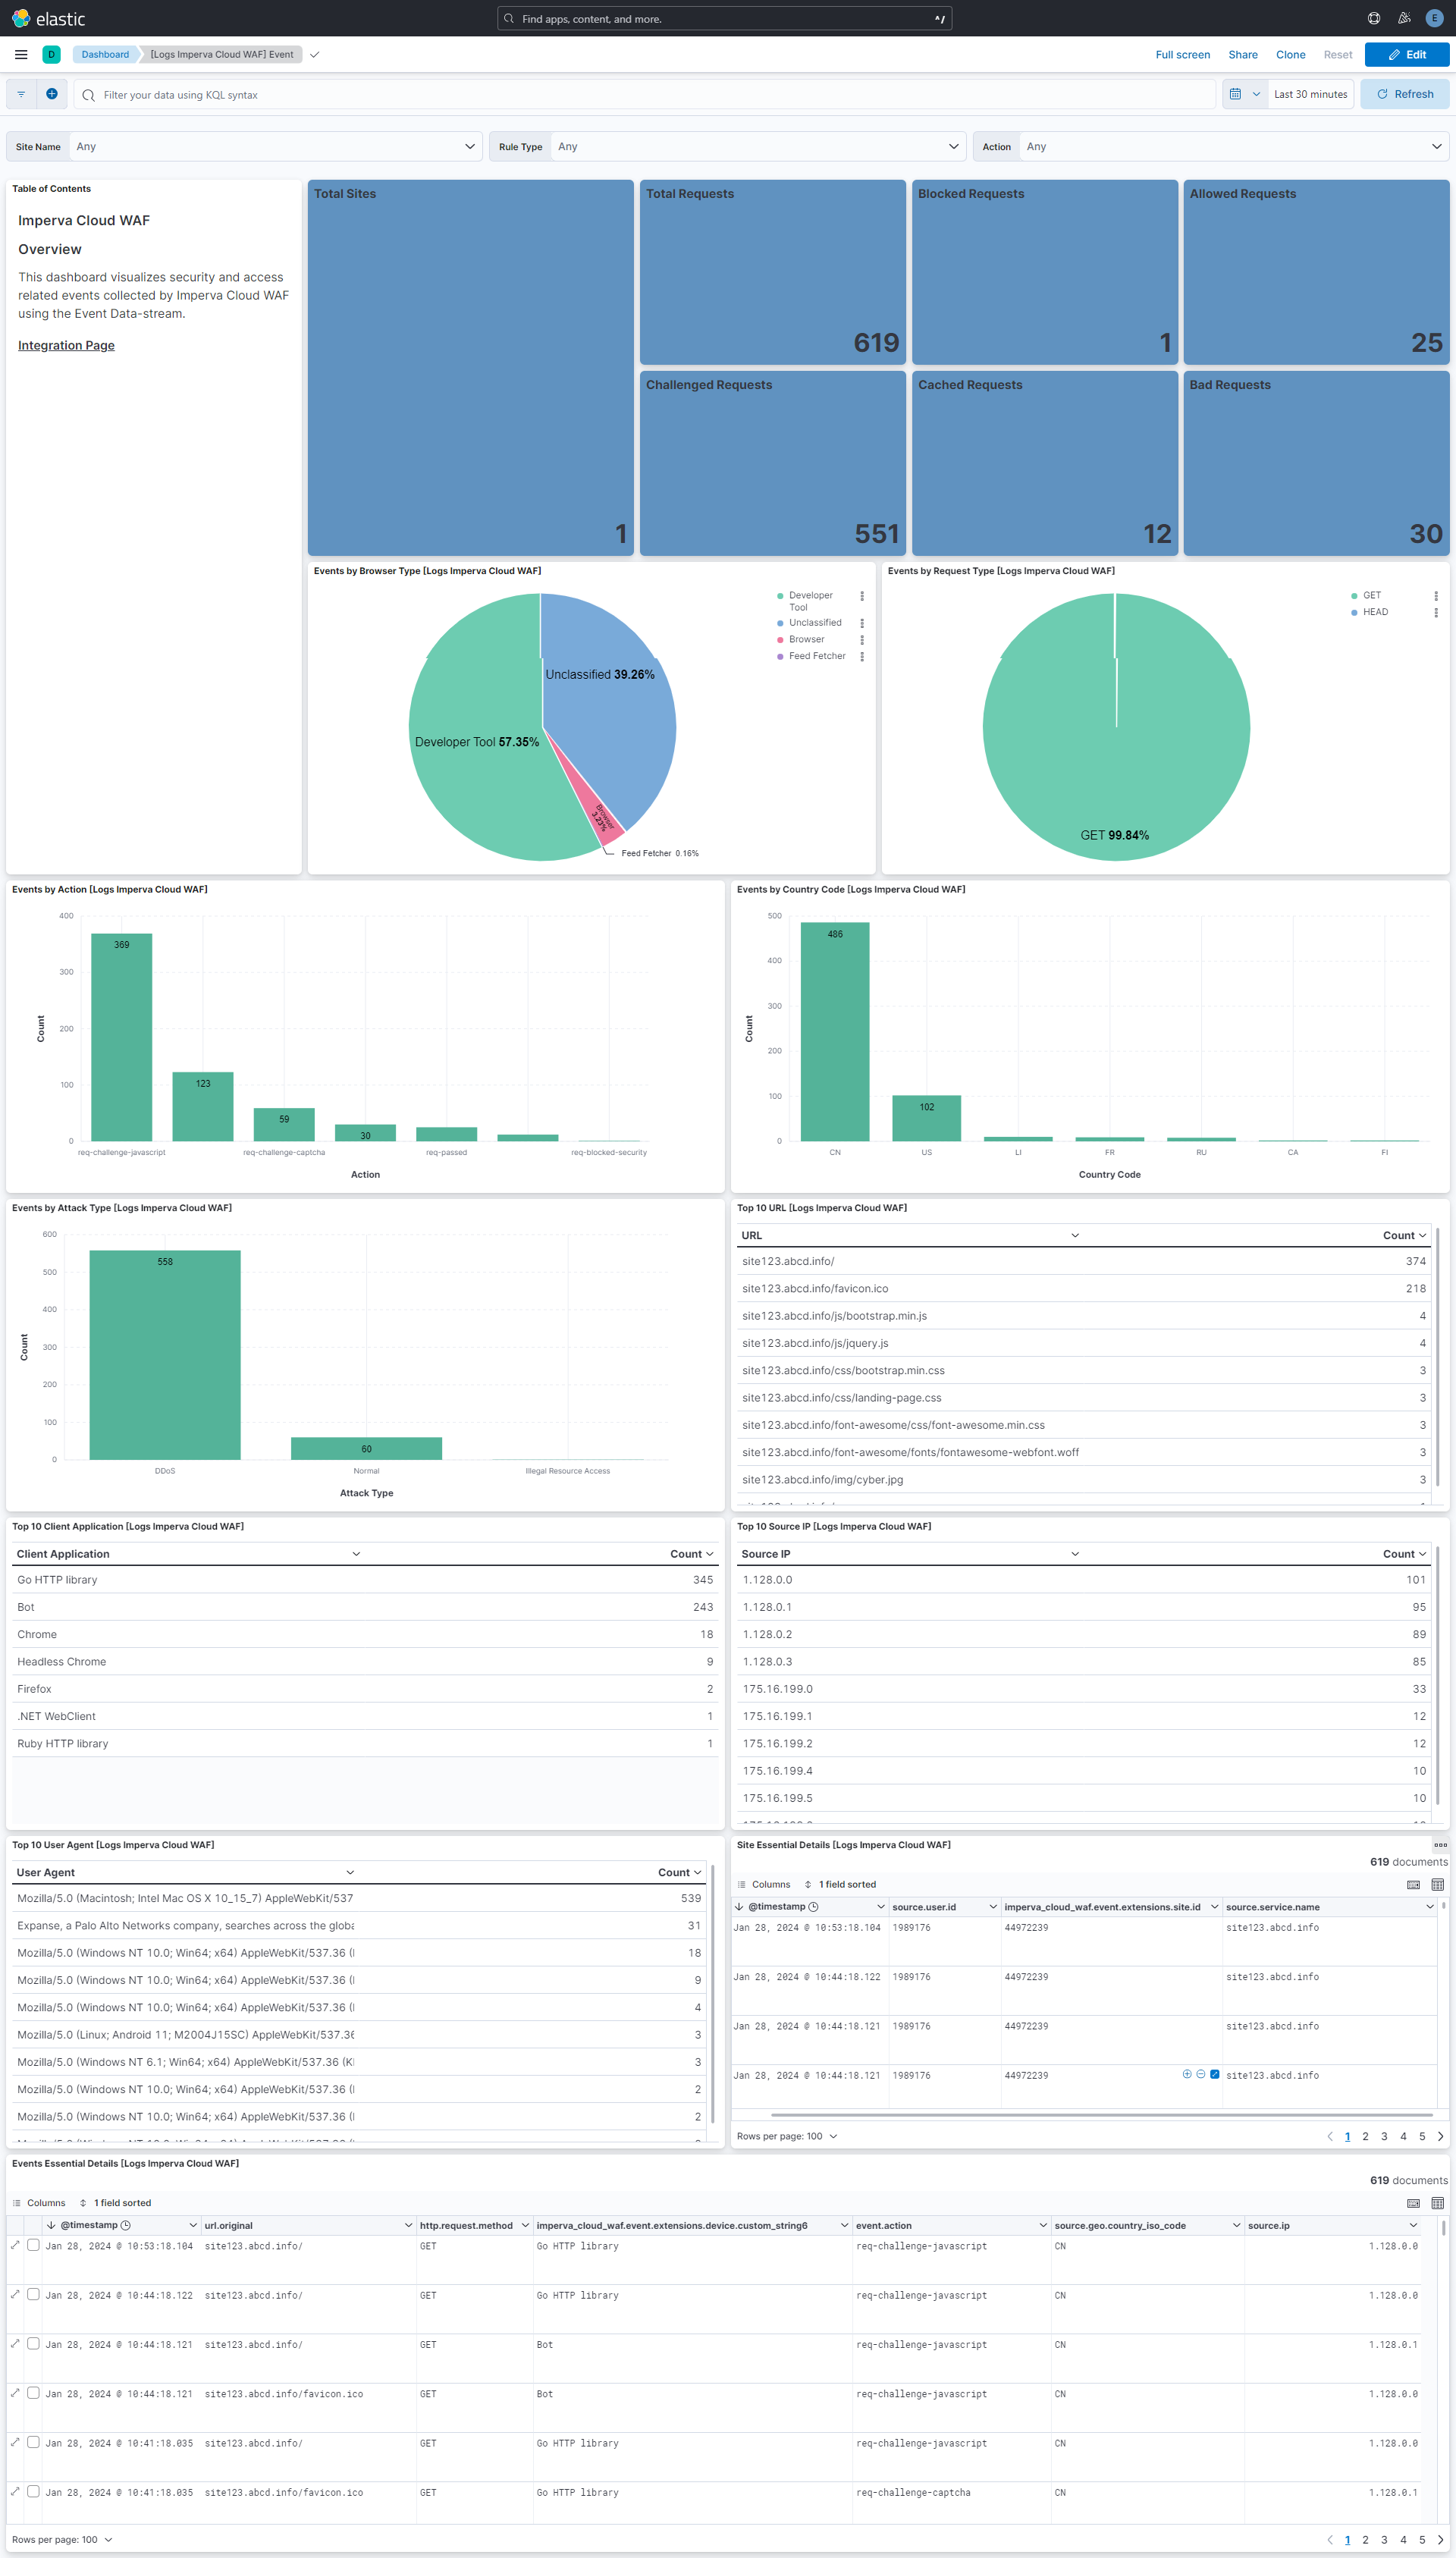 elastic
Find apps, content, and more.
^/
E
D
Dashboard
[Logs Imperva Cloud WAF] Event
Full screen
Share
Clone
Reset
Edit
Filter your data using KQL syntax
Last 30 minutes
Refresh
Site Name Any
Rule Type Any
Action Any
Table of Contents
Imperva Cloud WAF
Overview
This dashboard visualizes security and access
related events collected by Imperva Cloud WAF
using the Event Data-stream.
Integration Page
Total Sites
1
Total Requests
619
Blocked Requests
1
Allowed Requests
25
Challenged Requests
551
Cached Requests
12
Bad Requests
30
Events by Browser Type [Logs Imperva Cloud WAF]
Developer
Tool
Unclassified
Browser
Feed Fetcher
Unclassified 39.26%
Developer Tool 57.35%
Browser
3.23%
Feed Fetcher 0.16%
Events by Request Type [Logs Imperva Cloud WAF]
GET
HEAD
GET 99.84%
Events by Action [Logs Imperva Cloud WAF]
400
300
200
100
0
Count
369
123
59
30
req-challenge-javascript
req-challenge-captcha
req-passed
req-blocked-security
Action
Events by Country Code [Logs Imperva Cloud WAF]
500
400
300
200
100
0
Count
486
102
CN
US
LI
FR
RU
CA
FI
Country Code
Events by Attack Type [Logs Imperva Cloud WAF]
600
500
400
300
200
100
0
Count
558
60
DDoS
Normal
Illegal Resource Access
Attack Type
Top 10 URL [Logs Imperva Cloud WAF]
URL Count
site123.abcd.info/ 374
site123.abcd.info/favicon.ico 218
site123.abcd.info/js/bootstrap.min.js 4
site123.abcd.info/js/jquery.js 4
site123.abcd.info/css/bootstrap.min.css 3
site123.abcd.info/css/landing-page.css 3
site123.abcd.info/font-awesome/css/font-awesome.min.css 3
site123.abcd.info/font-awesome/fonts/fontawesome-webfont.woff 3
site123.abcd.info/img/cyber.jpg 3
Top 10 Client Application [Logs Imperva Cloud WAF]
Client Application Count
Go HTTP library 345
Bot 243
Chrome 18
Headless Chrome 9
Firefox 2
.NET WebClient 1
Ruby HTTP library 1
Top 10 Source IP [Logs Imperva Cloud WAF]
Source IP Count
1.128.0.0 101
1.128.0.1 95
1.128.0.2 89
1.128.0.3 85
175.16.199.0 33
175.16.199.1 12
175.16.199.2 12
175.16.199.4 10
175.16.199.5 10
Top 10 User Agent [Logs Imperva Cloud WAF]
User Agent Count
Mozilla/5.0 (Macintosh; Intel Mac OS X 10_15_7) AppleWebKit/537 539
Expanse, a Palo Alto Networks company, searches across the globa 31
Mozilla/5.0 (Windows NT 10.0; Win64; x64) AppleWebKit/537.36 ( 18
Mozilla/5.0 (Windows NT 10.0; Win64; x64) AppleWebKit/537.36 ( 9
Mozilla/5.0 (Windows NT 10.0; Win64; x64) AppleWebKit/537.36 ( 4
Mozilla/5.0 (Linux; Android 11; M2004J15SC) AppleWebKit/537.36 3
Mozilla/5.0 (Windows NT 6.1; Win64; x64) AppleWebKit/537.36 (K 3
Mozilla/5.0 (Windows NT 10.0; Win64; x64) AppleWebKit/537.36 ( 2
Mozilla/5.0 (Windows NT 10.0; Win64; x64) AppleWebKit/537.36 ( 2
Site Essential Details [Logs Imperva Cloud WAF]
619 documents
Columns 1 field sorted
@timestamp source.user.id imperva_cloud_waf.event.extensions.site.id source.service.name
Jan 28, 2024 @ 10:53:18.104 1989176 44972239 site123.abcd.info
Jan 28, 2024 @ 10:44:18.122 1989176 44972239 site123.abcd.info
Jan 28, 2024 @ 10:44:18.121 1989176 44972239 site123.abcd.info
Jan 28, 2024 @ 10:44:18.121 1989176 44972239 site123.abcd.info
Rows per page: 100
1 2 3 4 5
Events Essential Details [Logs Imperva Cloud WAF]
619 documents
Columns 1 field sorted
@timestamp url.original http.request.method imperva_cloud_waf.event.extensions.device.custom_string6 event.action source.geo.country_iso_code source.ip
Jan 28, 2024 @ 10:53:18.104 site123.abcd.info/ GET Go HTTP library req-challenge-javascript CN 1.128.0.0
Jan 28, 2024 @ 10:44:18.122 site123.abcd.info/ GET Go HTTP library req-challenge-javascript CN 1.128.0.0
Jan 28, 2024 @ 10:44:18.121 site123.abcd.info/ GET Bot req-challenge-javascript CN 1.128.0.1
Jan 28, 2024 @ 10:44:18.121 site123.abcd.info/favicon.ico GET Bot req-challenge-javascript CN 1.128.0.0
Jan 28, 2024 @ 10:41:18.035 site123.abcd.info/ GET Go HTTP library req-challenge-javascript CN 1.128.0.0
Jan 28, 2024 @ 10:41:18.035 site123.abcd.info/favicon.ico GET Go HTTP library req-challenge-captcha CN 1.128.0.1
Rows per page: 100
1 2 3 4 5